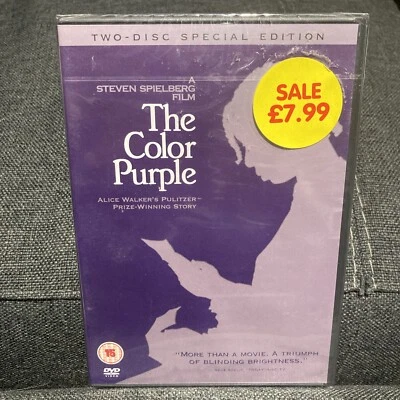 TWO-DISC SPECIAL EDITION
A
STEVEN SPIELBERG
FILM
SALE
£7.99
The
Color
Purple
ALICE WALKER'S PULITZER
PRIZE-WINNING STORY
"MORE THAN A MOVIE. A TRIUMPH
OF BLINDING BRIGHTNESS."
15
DVD
VIDEO